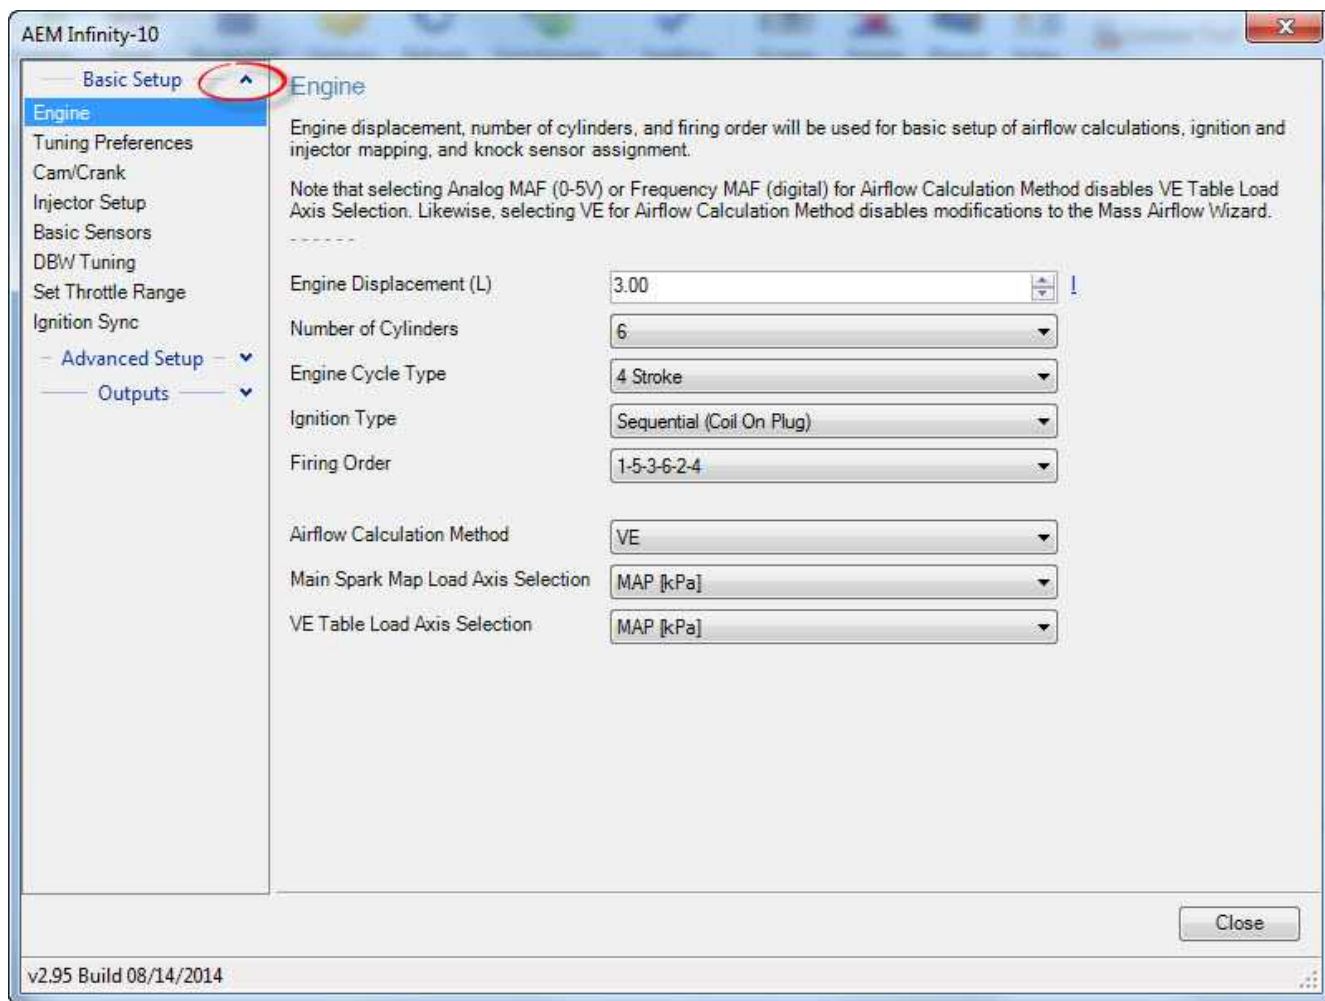 AEM Infinity-10
Basic Setup
Engine
Tuning Preferences
Cam/Crank
Injector Setup
Basic Sensors
DBW Tuning
Set Throttle Range
Ignition Sync
Advanced Setup
Outputs
Engine
Engine displacement, number of cylinders, and firing order will be used for basic setup of airflow calculations, ignition and
injector mapping, and knock sensor assignment.
Note that selecting Analog MAF (0-5V) or Frequency MAF (digital) for Airflow Calculation Method disables VE Table Load
Axis Selection. Likewise, selecting VE for Airflow Calculation Method disables modifications to the Mass Airflow Wizard.
- - - - - -
Engine Displacement (L) 3.00 l
Number of Cylinders 6
Engine Cycle Type 4 Stroke
Ignition Type Sequential (Coil On Plug)
Firing Order 1-5-3-6-2-4
Airflow Calculation Method VE
Main Spark Map Load Axis Selection MAP [kPa]
VE Table Load Axis Selection MAP [kPa]
Close
v2.95 Build 08/14/2014